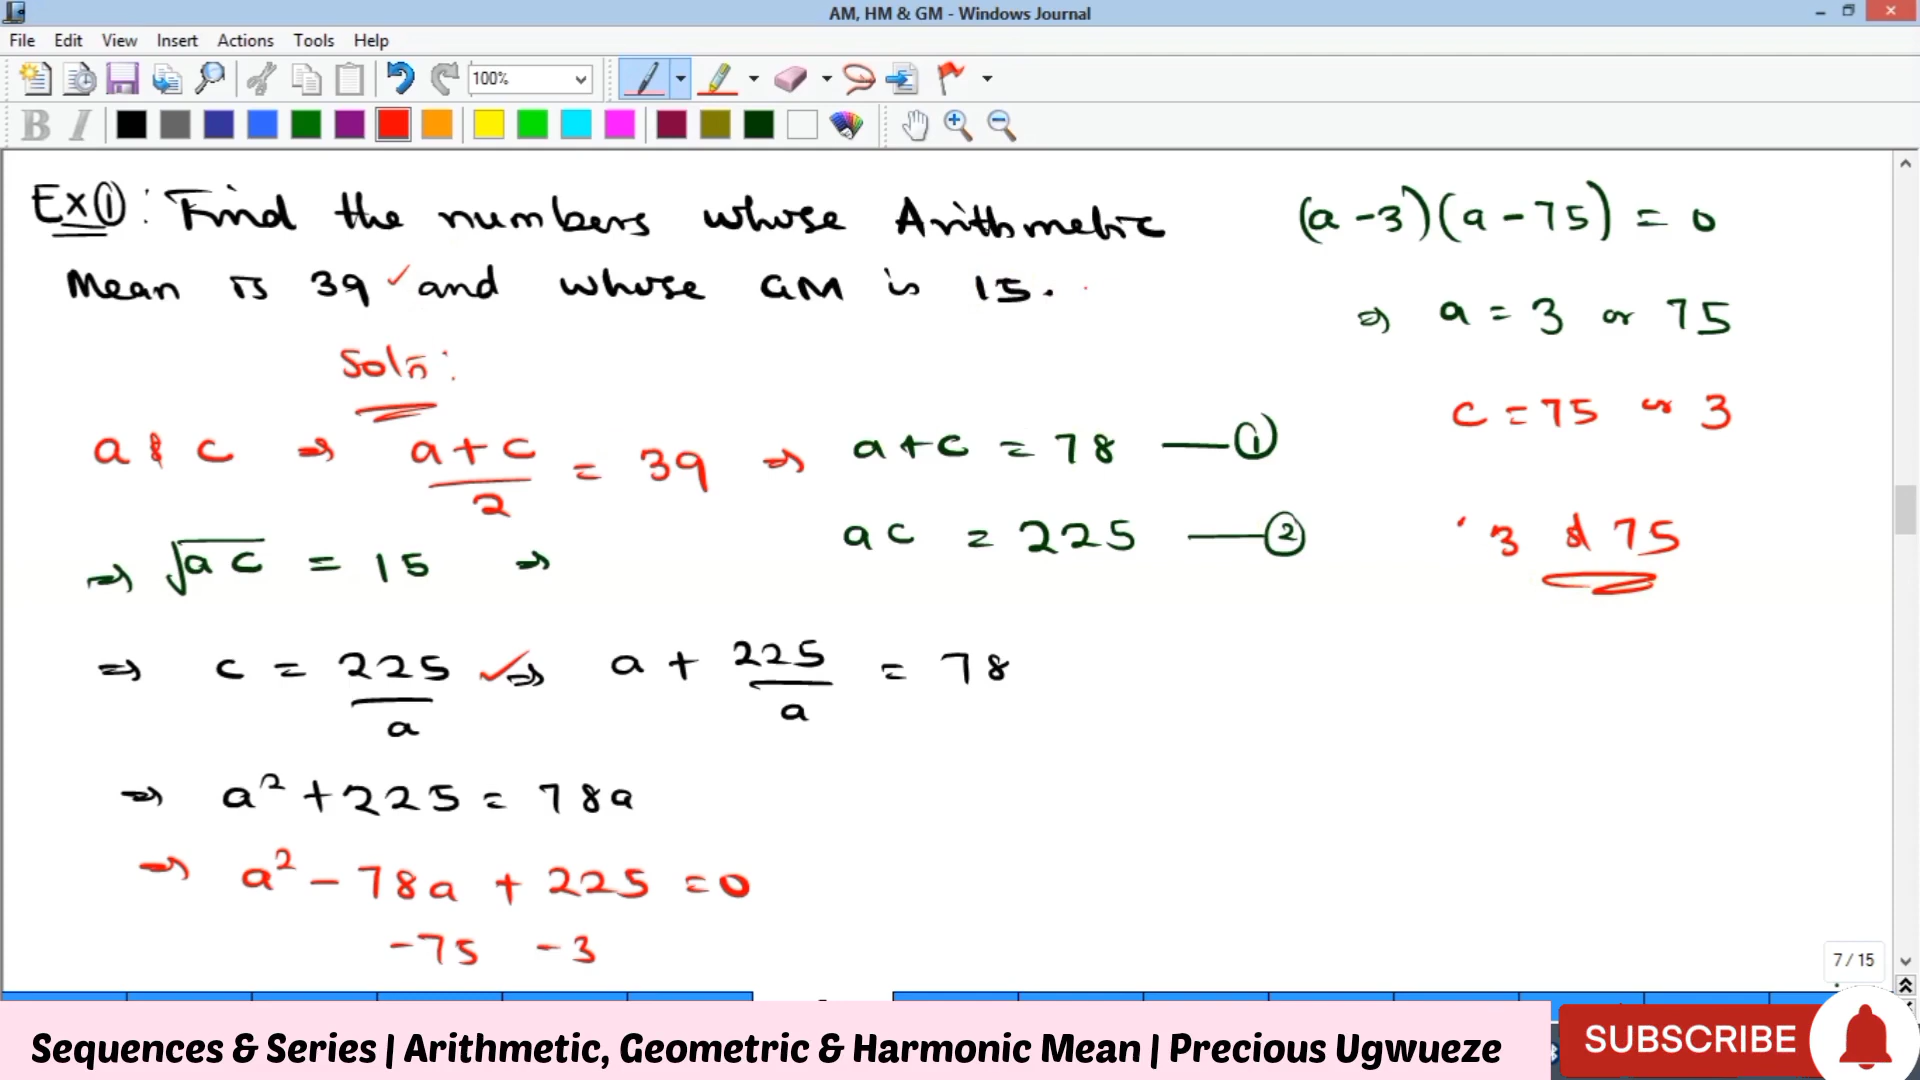 AM, HM & GM - Windows Journal
File Edit View Insert Actions Tools Help
100%
B I
Ex①: Find the numbers whose Arithmetic
Mean is 39 ✓ and whose GM is 15.
Soln:
a & c ⇒ a+c/2 = 39 ⇒ a+c = 78 —①
⇒ √ac = 15 ⇒ ac = 225 —②
⇒ c = 225/a ✓ ⇒ a + 225/a = 78
⇒ a² + 225 = 78a
⇒ a² - 78a + 225 = 0
-75 -3
(a-3)(a-75) = 0
⇒ a = 3 or 75
c = 75 or 3
3 & 75
7 / 15
Sequences & Series | Arithmetic, Geometric & Harmonic Mean | Precious Ugwueze
SUBSCRIBE